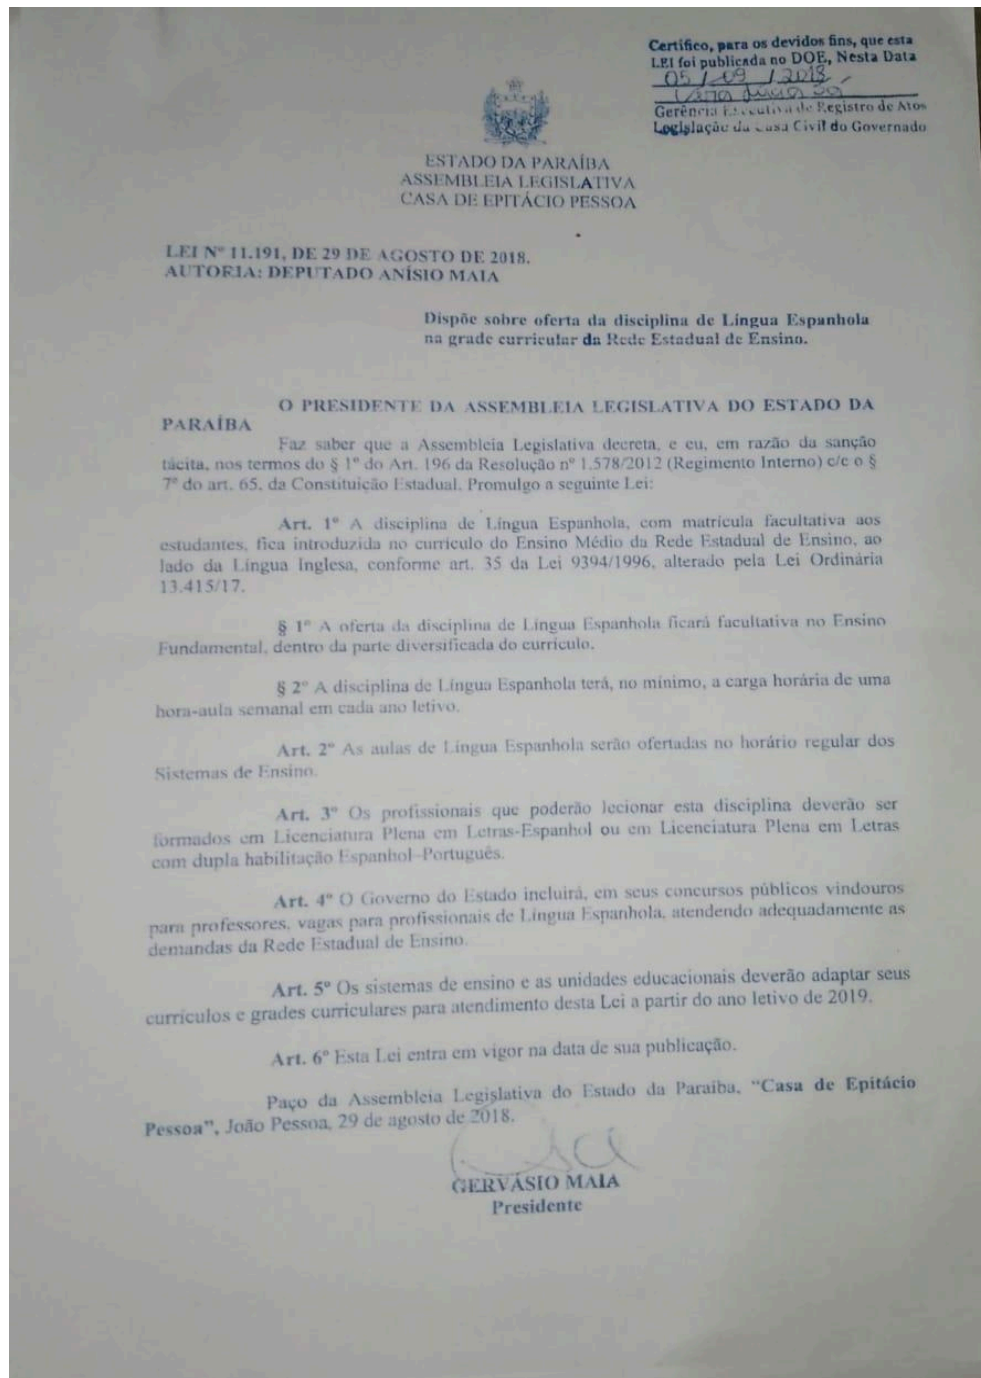 Certifico, para os devidos fins, que esta
LEI foi publicada no DOE, Nesta Data
05 / 09 / 2018
Gerência Executiva de Registro de Atos
Legislação da Casa Civil do Governado
ESTADO DA PARAÍBA
ASSEMBLEIA LEGISLATIVA
CASA DE EPITÁCIO PESSOA
LEI Nº 11.191, DE 29 DE AGOSTO DE 2018.
AUTORIA: DEPUTADO ANÍSIO MAIA
Dispõe sobre oferta da disciplina de Língua Espanhola
na grade curricular da Rede Estadual de Ensino.
O PRESIDENTE DA ASSEMBLEIA LEGISLATIVA DO ESTADO DA
PARAÍBA
Faz saber que a Assembleia Legislativa decreta, e eu, em razão da sanção
tácita, nos termos do § 1º do Art. 196 da Resolução nº 1.578/2012 (Regimento Interno) c/c o §
7º do art. 65, da Constituição Estadual, Promulgo a seguinte Lei:
Art. 1º A disciplina de Língua Espanhola, com matrícula facultativa aos
estudantes, fica introduzida no currículo do Ensino Médio da Rede Estadual de Ensino, ao
lado da Língua Inglesa, conforme art. 35 da Lei 9394/1996, alterado pela Lei Ordinária
13.415/17.
§ 1º A oferta da disciplina de Língua Espanhola ficará facultativa no Ensino
Fundamental, dentro da parte diversificada do currículo.
§ 2º A disciplina de Língua Espanhola terá, no mínimo, a carga horária de uma
hora-aula semanal em cada ano letivo.
Art. 2º As aulas de Língua Espanhola serão ofertadas no horário regular dos
Sistemas de Ensino.
Art. 3º Os profissionais que poderão lecionar esta disciplina deverão ser
formados em Licenciatura Plena em Letras-Espanhol ou em Licenciatura Plena em Letras
com dupla habilitação Espanhol–Português.
Art. 4º O Governo do Estado incluirá, em seus concursos públicos vindouros
para professores, vagas para profissionais de Língua Espanhola, atendendo adequadamente as
demandas da Rede Estadual de Ensino.
Art. 5º Os sistemas de ensino e as unidades educacionais deverão adaptar seus
currículos e grades curriculares para atendimento desta Lei a partir do ano letivo de 2019.
Art. 6º Esta Lei entra em vigor na data de sua publicação.
Paço da Assembleia Legislativa do Estado da Paraíba, “Casa de Epitácio
Pessoa”, João Pessoa, 29 de agosto de 2018.
GERVÁSIO MAIA
Presidente